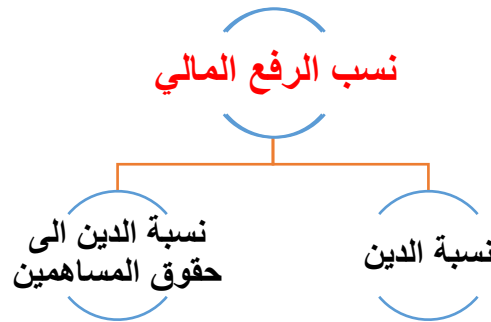 نسب الرفع المالي
نسبة الدين
نسبة الدين الى
حقوق المساهمين